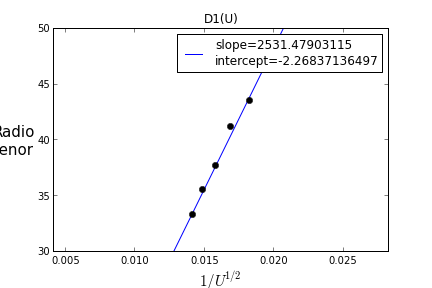 D1(U)
slope=2531.47903115
intercept=-2.26837136497
50
45
40
35
30
Radio
enor
0.005 0.010 0.015 0.020 0.025
1/U^{1/2}